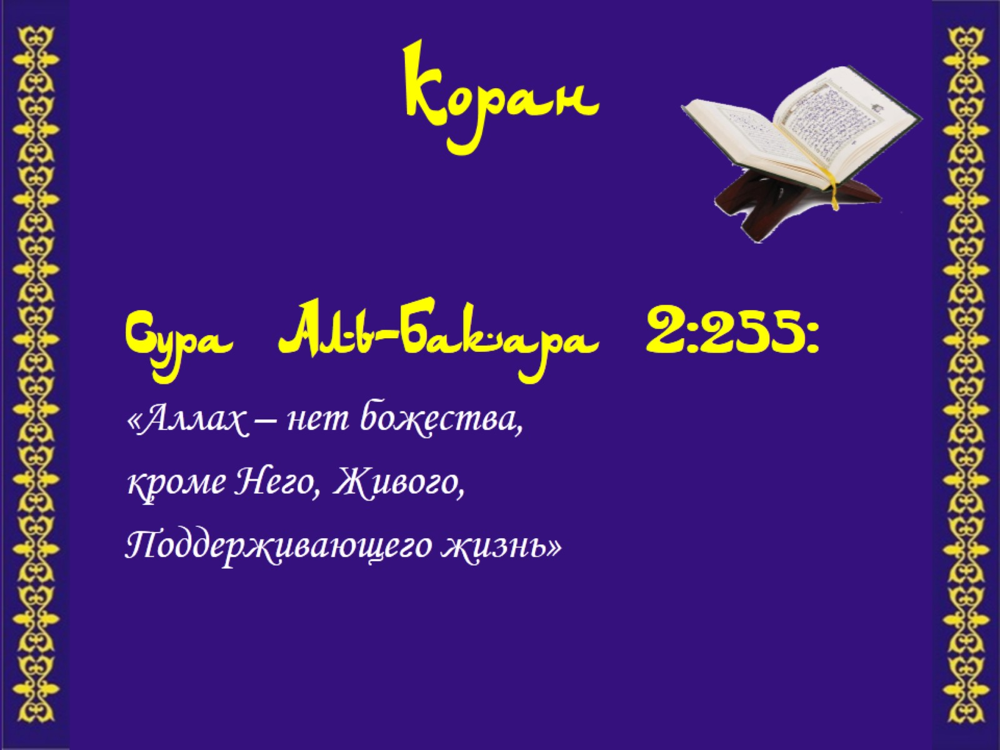 Коран
Сура Аль-Бакара 2:255:
«Аллах – нет божества,
кроме Него, Живого,
Поддерживающего жизнь»